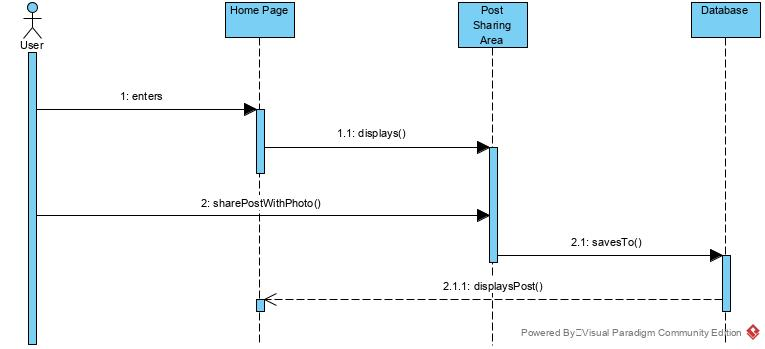 Home Page
Post
Sharing
Area
Database
User
1: enters
1.1: displays()
2: sharePostWithPhoto()
2.1: savesTo()
2.1.1: displaysPost()
Powered By Visual Paradigm Community Edition